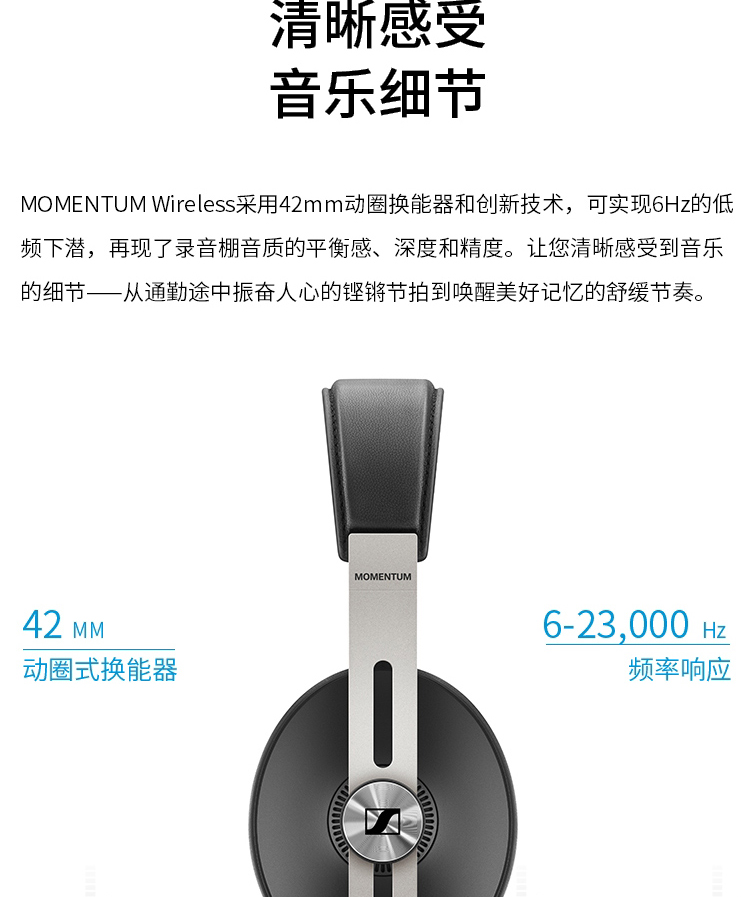 清晰感受
音乐细节
MOMENTUM Wireless采用42mm动圈换能器和创新技术，可实现6Hz的低
频下潜，再现了录音棚音质的平衡感、深度和精度。让您清晰感受到音乐
的细节——从通勤途中振奋人心的铿锵节拍到唤醒美好记忆的舒缓节奏。
MOMENTUM
42 MM
动圈式换能器
6-23,000 Hz
频率响应